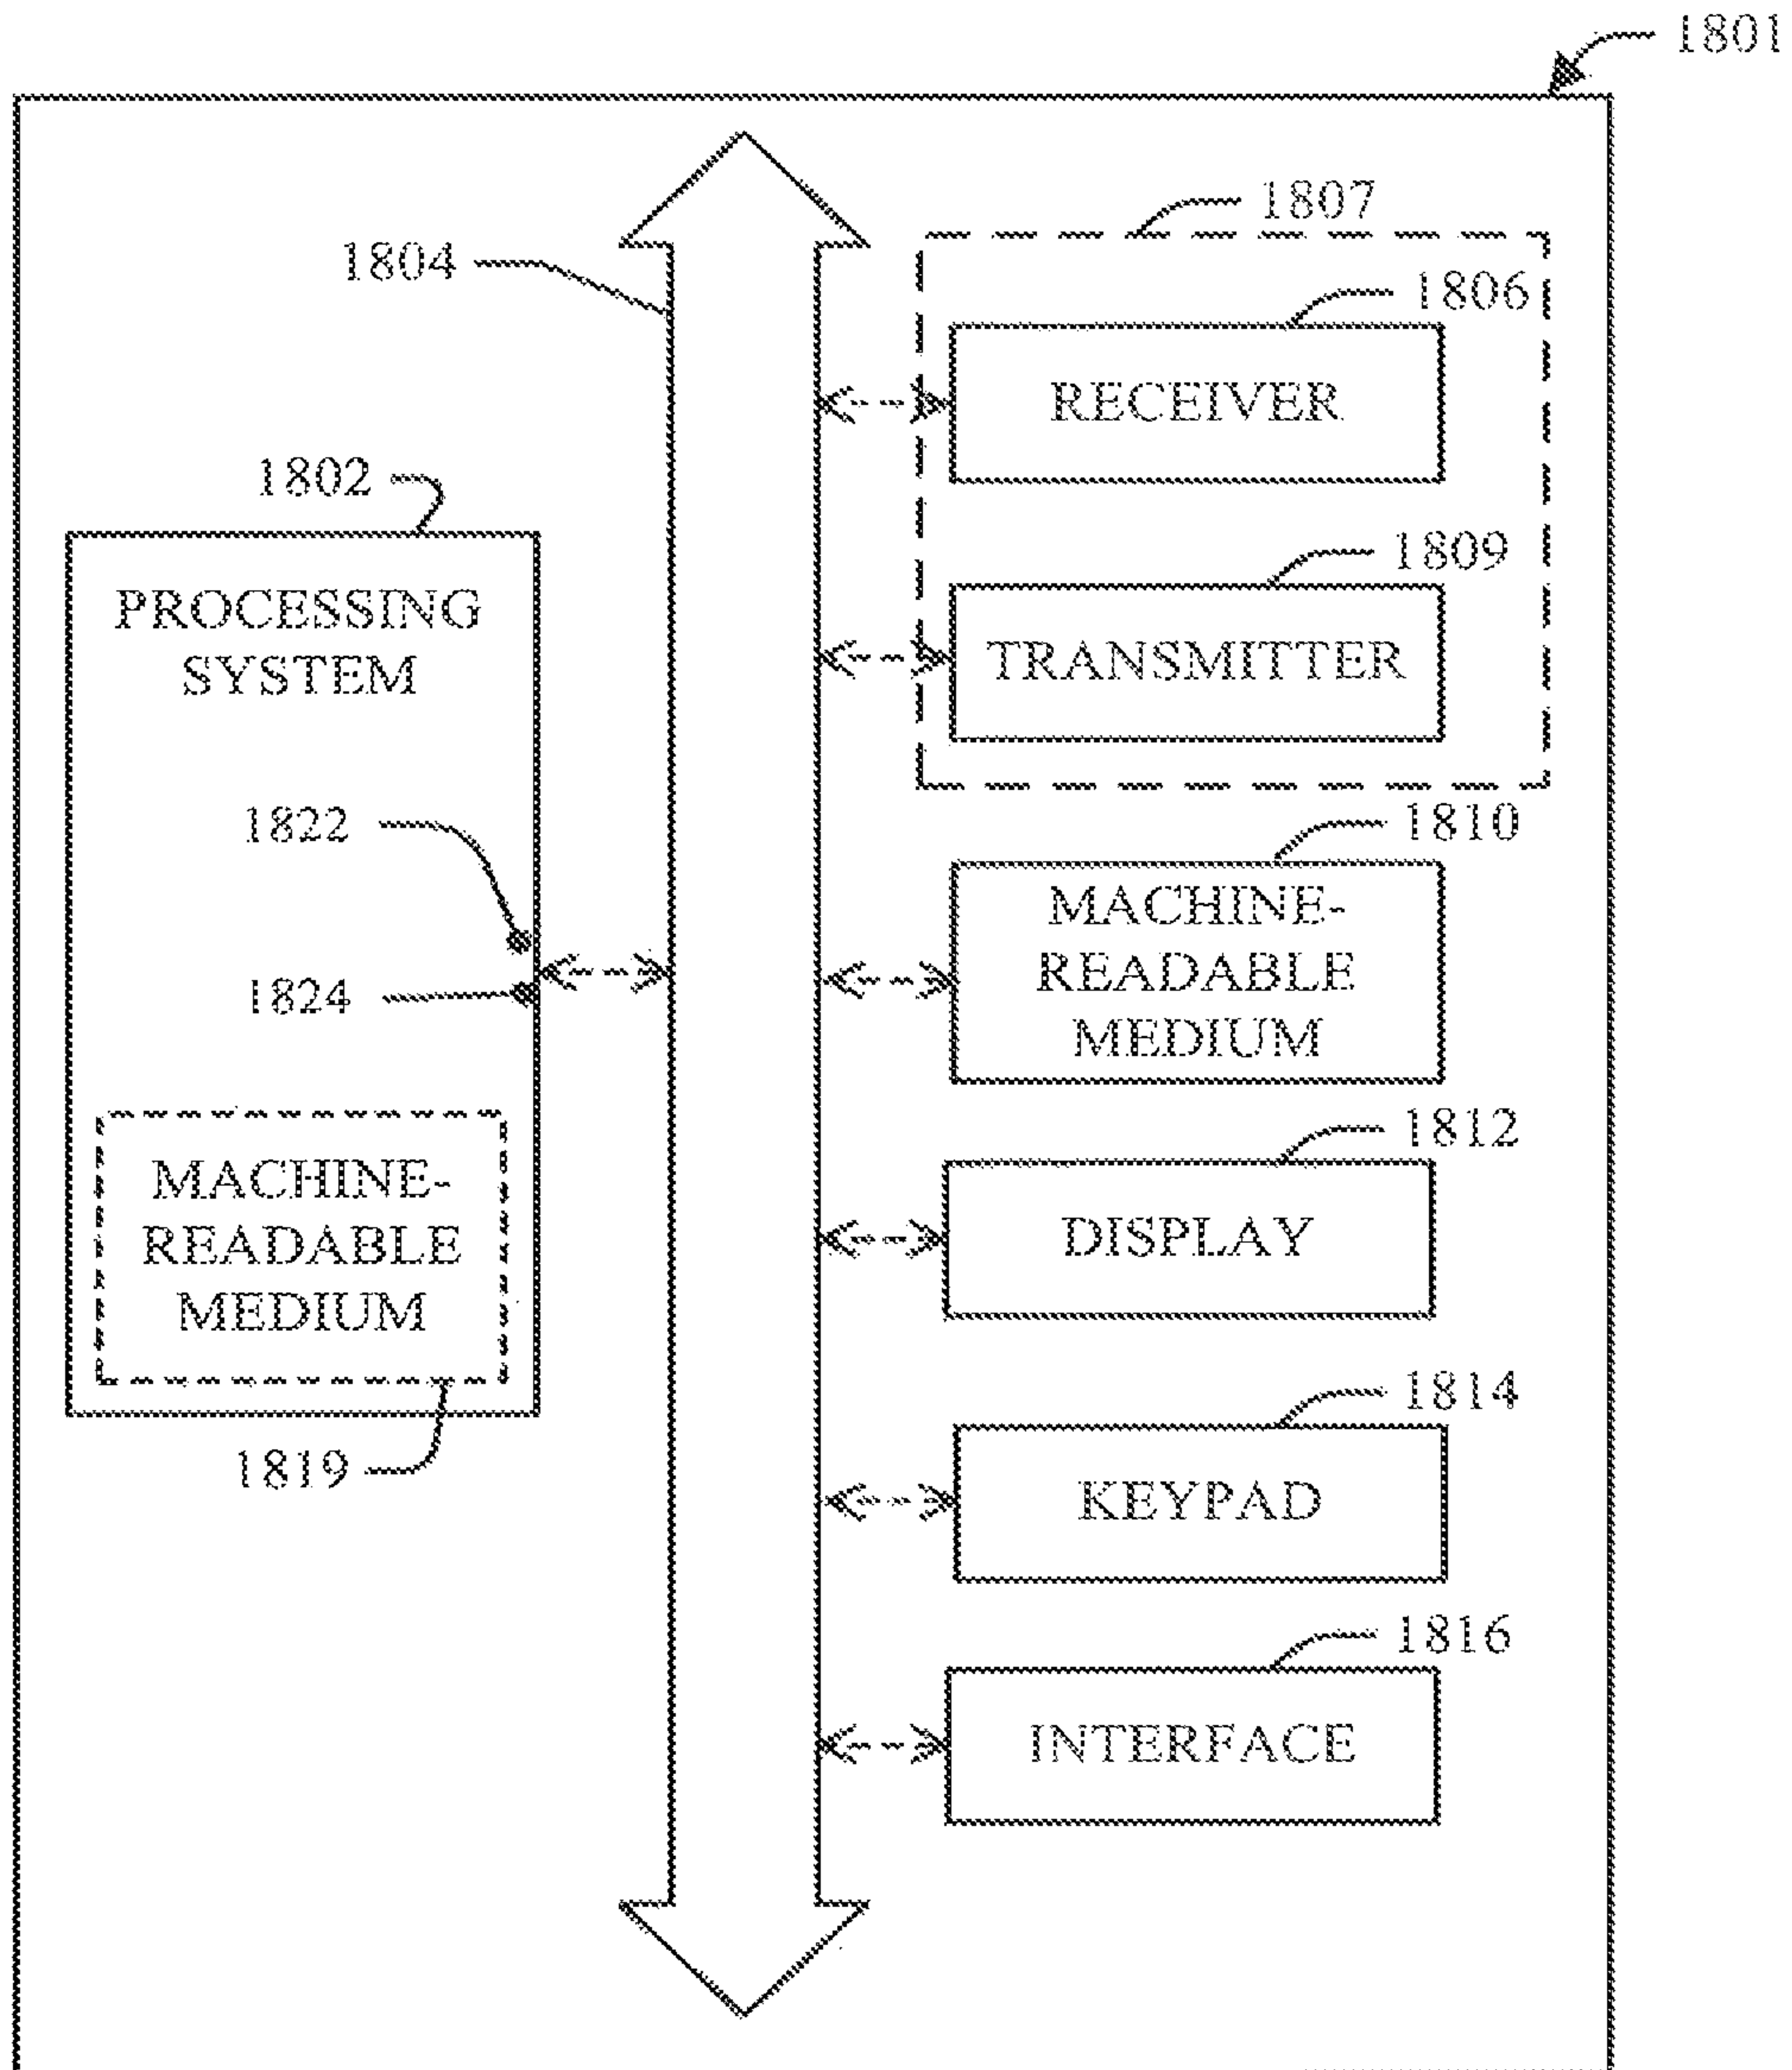 1801
1807
1804
1806
RECEIVER
1802
1809
PROCESSING
SYSTEM
TRANSMITTER
1822
1810
MACHINE-
READABLE
MEDIUM
1824
1812
MACHINE-
READABLE
MEDIUM
DISPLAY
1814
1819
KEYPAD
1816
INTERFACE